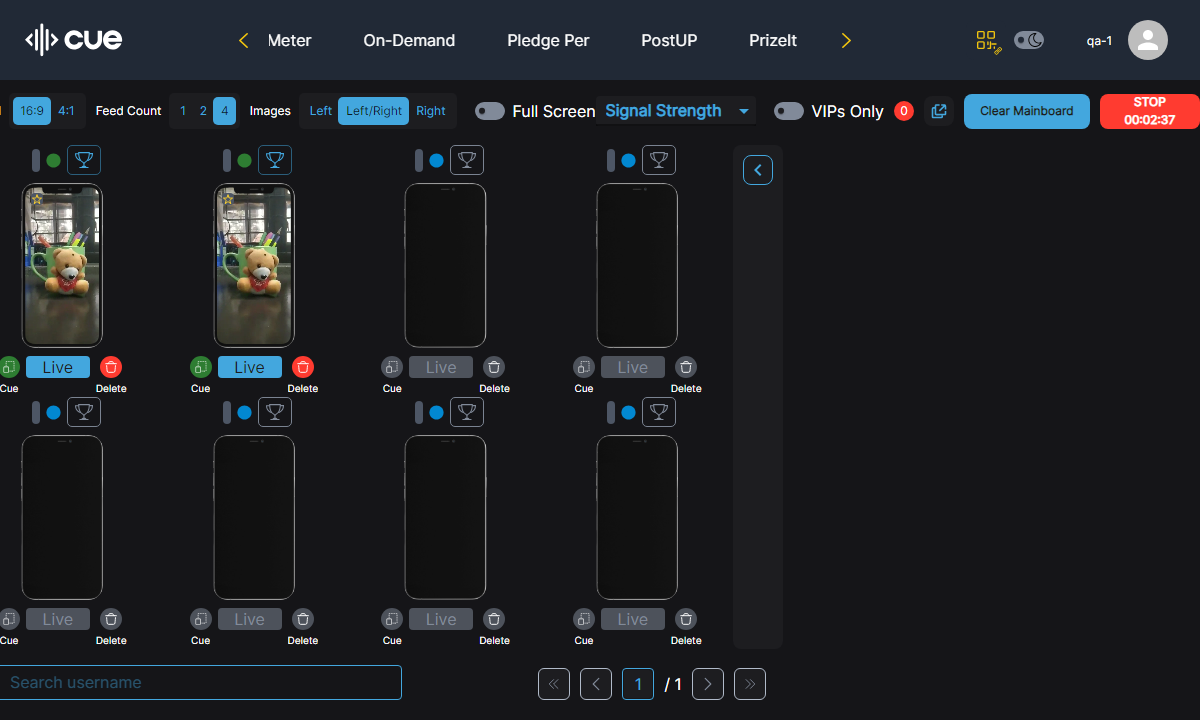 cue
Meter On-Demand Pledge Per PostUP PrizeIt qa-1
16:9 4:1 Feed Count 1 2 4 Images Left Left/Right Right Full Screen Signal Strength VIPs Only 0 Clear Mainboard STOP
00:02:37
Live Live Live Live
Cue Delete Cue Delete Cue Delete Cue Delete
Live Live Live Live
Cue Delete Cue Delete Cue Delete Cue Delete
Search username 1 / 1